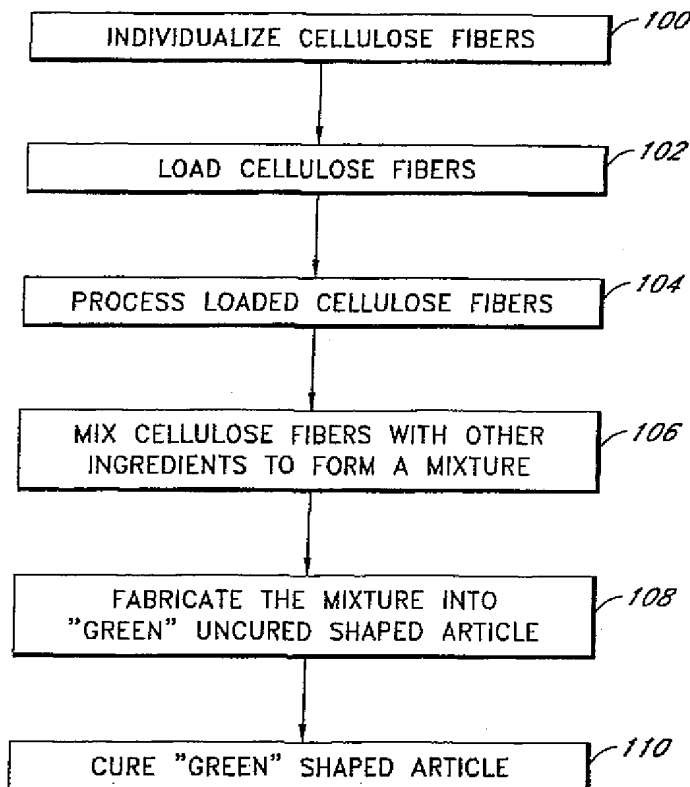 INDIVIDUALIZE CELLULOSE FIBERS
100
LOAD CELLULOSE FIBERS
102
PROCESS LOADED CELLULOSE FIBERS
104
MIX CELLULOSE FIBERS WITH OTHER
INGREDIENTS TO FORM A MIXTURE
106
FABRICATE THE MIXTURE INTO
"GREEN" UNCURED SHAPED ARTICLE
108
CURE "GREEN" SHAPED ARTICLE
110